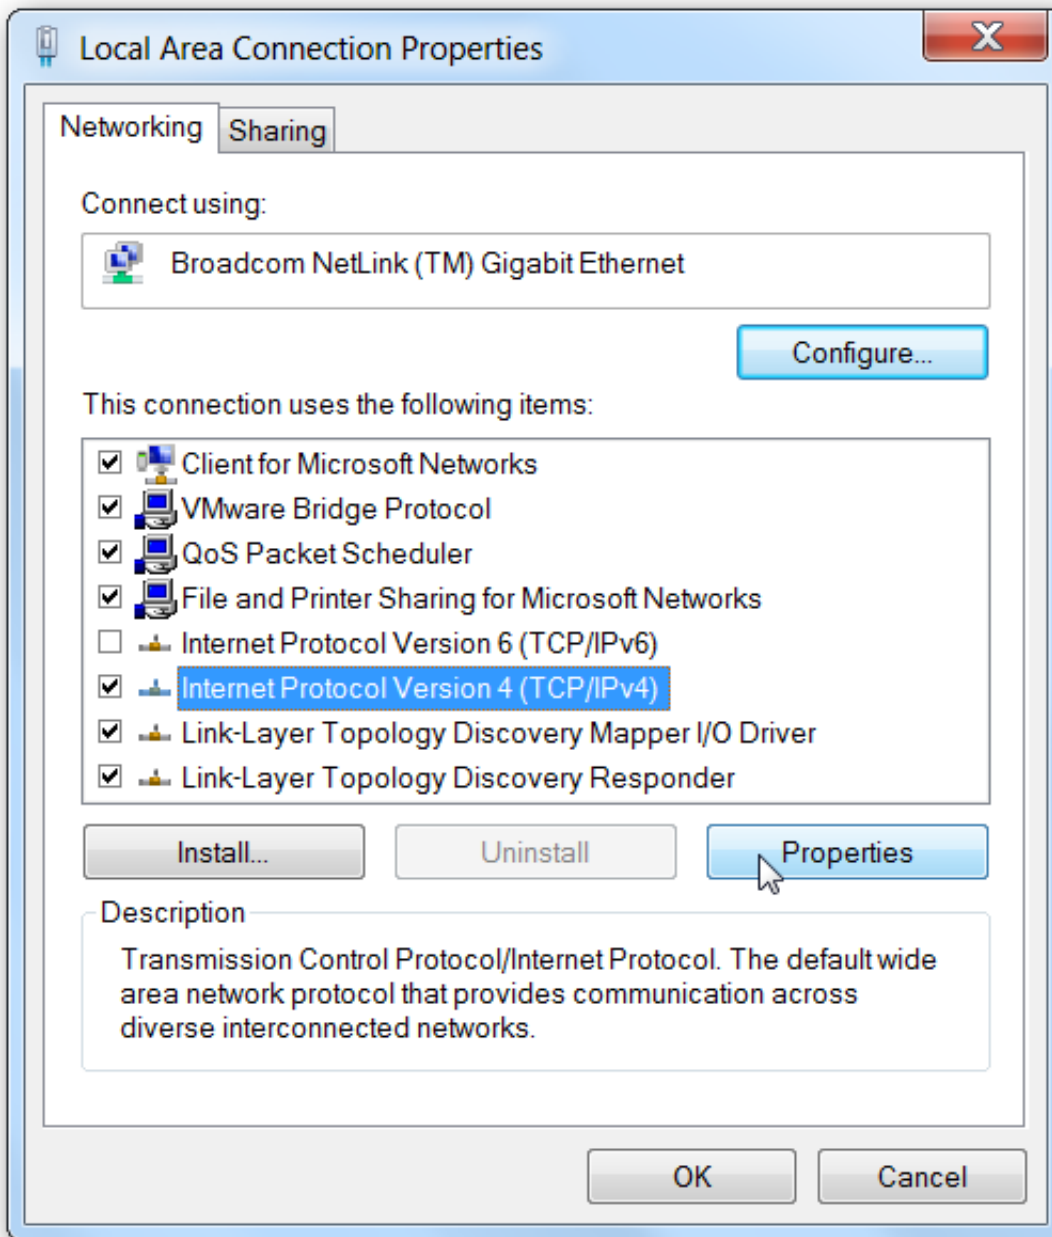 Local Area Connection Properties
Networking
Sharing
Connect using:
Broadcom NetLink (TM) Gigabit Ethernet
Configure...
This connection uses the following items:
Client for Microsoft Networks
VMware Bridge Protocol
QoS Packet Scheduler
File and Printer Sharing for Microsoft Networks
Internet Protocol Version 6 (TCP/IPv6)
Internet Protocol Version 4 (TCP/IPv4)
Link-Layer Topology Discovery Mapper I/O Driver
Link-Layer Topology Discovery Responder
Install...
Uninstall
Properties
Description
Transmission Control Protocol/Internet Protocol. The default wide
area network protocol that provides communication across
diverse interconnected networks.
OK
Cancel